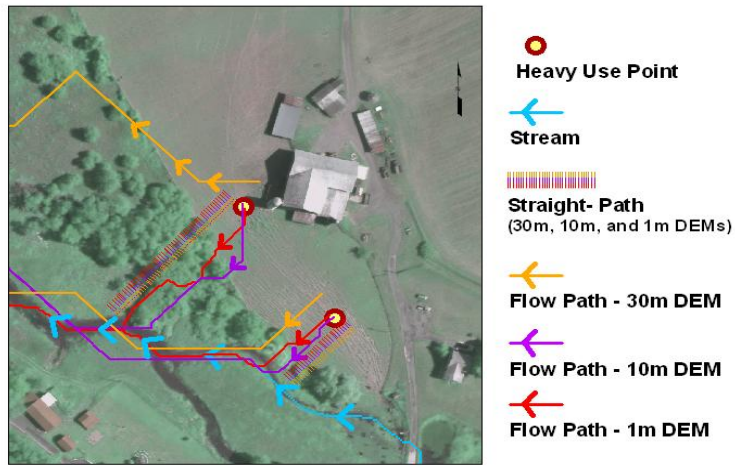 Heavy Use Point
Stream
Straight- Path
(30m, 10m, and 1m DEMs)
Flow Path - 30m DEM
Flow Path - 10m DEM
Flow Path - 1m DEM